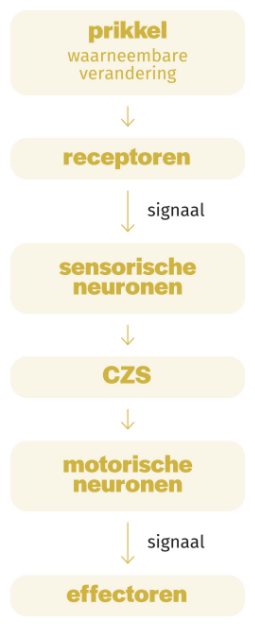 prikkel
waarneembare
verandering
receptoren
signaal
sensorische
neuronen
CZS
motorische
neuronen
signaal
effectoren